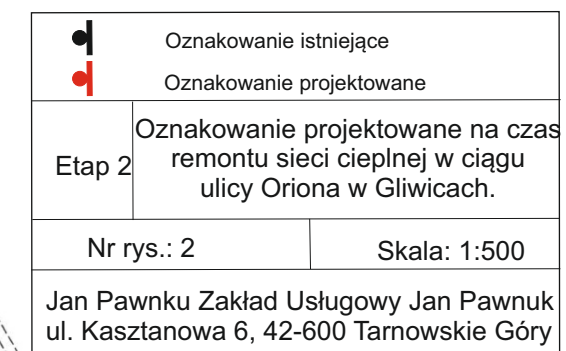 Oznakowanie istniejące
Oznakowanie projektowane
Etap 2
Oznakowanie projektowane na czas
remontu sieci cieplnej w ciągu
ulicy Oriona w Gliwicach.
Nr rys.: 2
Skala: 1:500
Jan Pawnku Zakład Usługowy Jan Pawnuk
ul. Kasztanowa 6, 42-600 Tarnowskie Góry